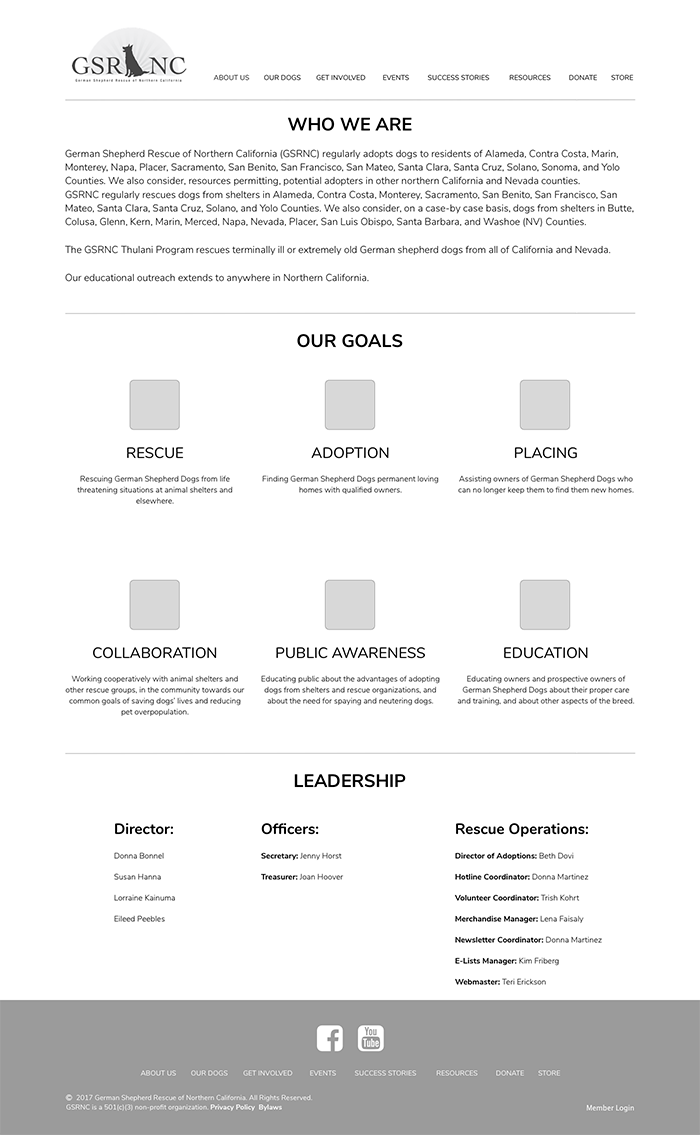 GSR NC
German Shepherd Rescue of Northern California
ABOUT US OUR DOGS GET INVOLVED EVENTS SUCCESS STORIES RESOURCES DONATE STORE
WHO WE ARE
German Shepherd Rescue of Northern California (GSRNC) regularly adopts dogs to residents of Alameda, Contra Costa, Marin,
Monterey, Napa, Placer, Sacramento, San Benito, San Francisco, San Mateo, Santa Clara, Santa Cruz, Solano, Sonoma, and Yolo
Counties. We also consider, resources permitting, potential adopters in other northern California and Nevada counties.
GSRNC regularly rescues dogs from shelters in Alameda, Contra Costa, Monterey, Sacramento, San Benito, San Francisco, San
Mateo, Santa Clara, Santa Cruz, Solano, and Yolo Counties. We also consider, on a case-by case basis, dogs from shelters in Butte,
Colusa, Glenn, Kern, Marin, Merced, Napa, Nevada, Placer, San Luis Obispo, Santa Barbara, and Washoe (NV) Counties.
The GSRNC Thulani Program rescues terminally ill or extremely old German shepherd dogs from all of California and Nevada.
Our educational outreach extends to anywhere in Northern California.
OUR GOALS
RESCUE
Rescuing German Shepherd Dogs from life
threatening situations at animal shelters and
elsewhere.
ADOPTION
Finding German Shepherd Dogs permanent loving
homes with qualified owners.
PLACING
Assisting owners of German Shepherd Dogs who
can no longer keep them to find them new homes.
COLLABORATION
Working cooperatively with animal shelters and
other rescue groups, in the community towards our
common goals of saving dogs' lives and reducing
pet overpopulation.
PUBLIC AWARENESS
Educating public about the advantages of adopting
dogs from shelters and rescue organizations, and
about the need for spaying and neutering dogs.
EDUCATION
Educating owners and prospective owners of
German Shepherd Dogs about their proper care
and training, and about other aspects of the breed.
LEADERSHIP
Director:
Donna Bonnel
Susan Hanna
Lorraine Kainuma
Eileed Peebles
Officers:
Secretary: Jenny Horst
Treasurer: Joan Hoover
Rescue Operations:
Director of Adoptions: Beth Dovi
Hotline Coordinator: Donna Martinez
Volunteer Coordinator: Trish Kohrt
Merchandise Manager: Lena Faisaly
Newsletter Coordinator: Donna Martinez
E-Lists Manager: Kim Friberg
Webmaster: Teri Erickson
You
Tube
ABOUT US OUR DOGS GET INVOLVED EVENTS SUCCESS STORIES RESOURCES DONATE STORE
© 2017 German Shepherd Rescue of Northern California. All Rights Reserved.
GSRNC is a 501(c)(3) non-profit organization. Privacy Policy Bylaws
Member Login